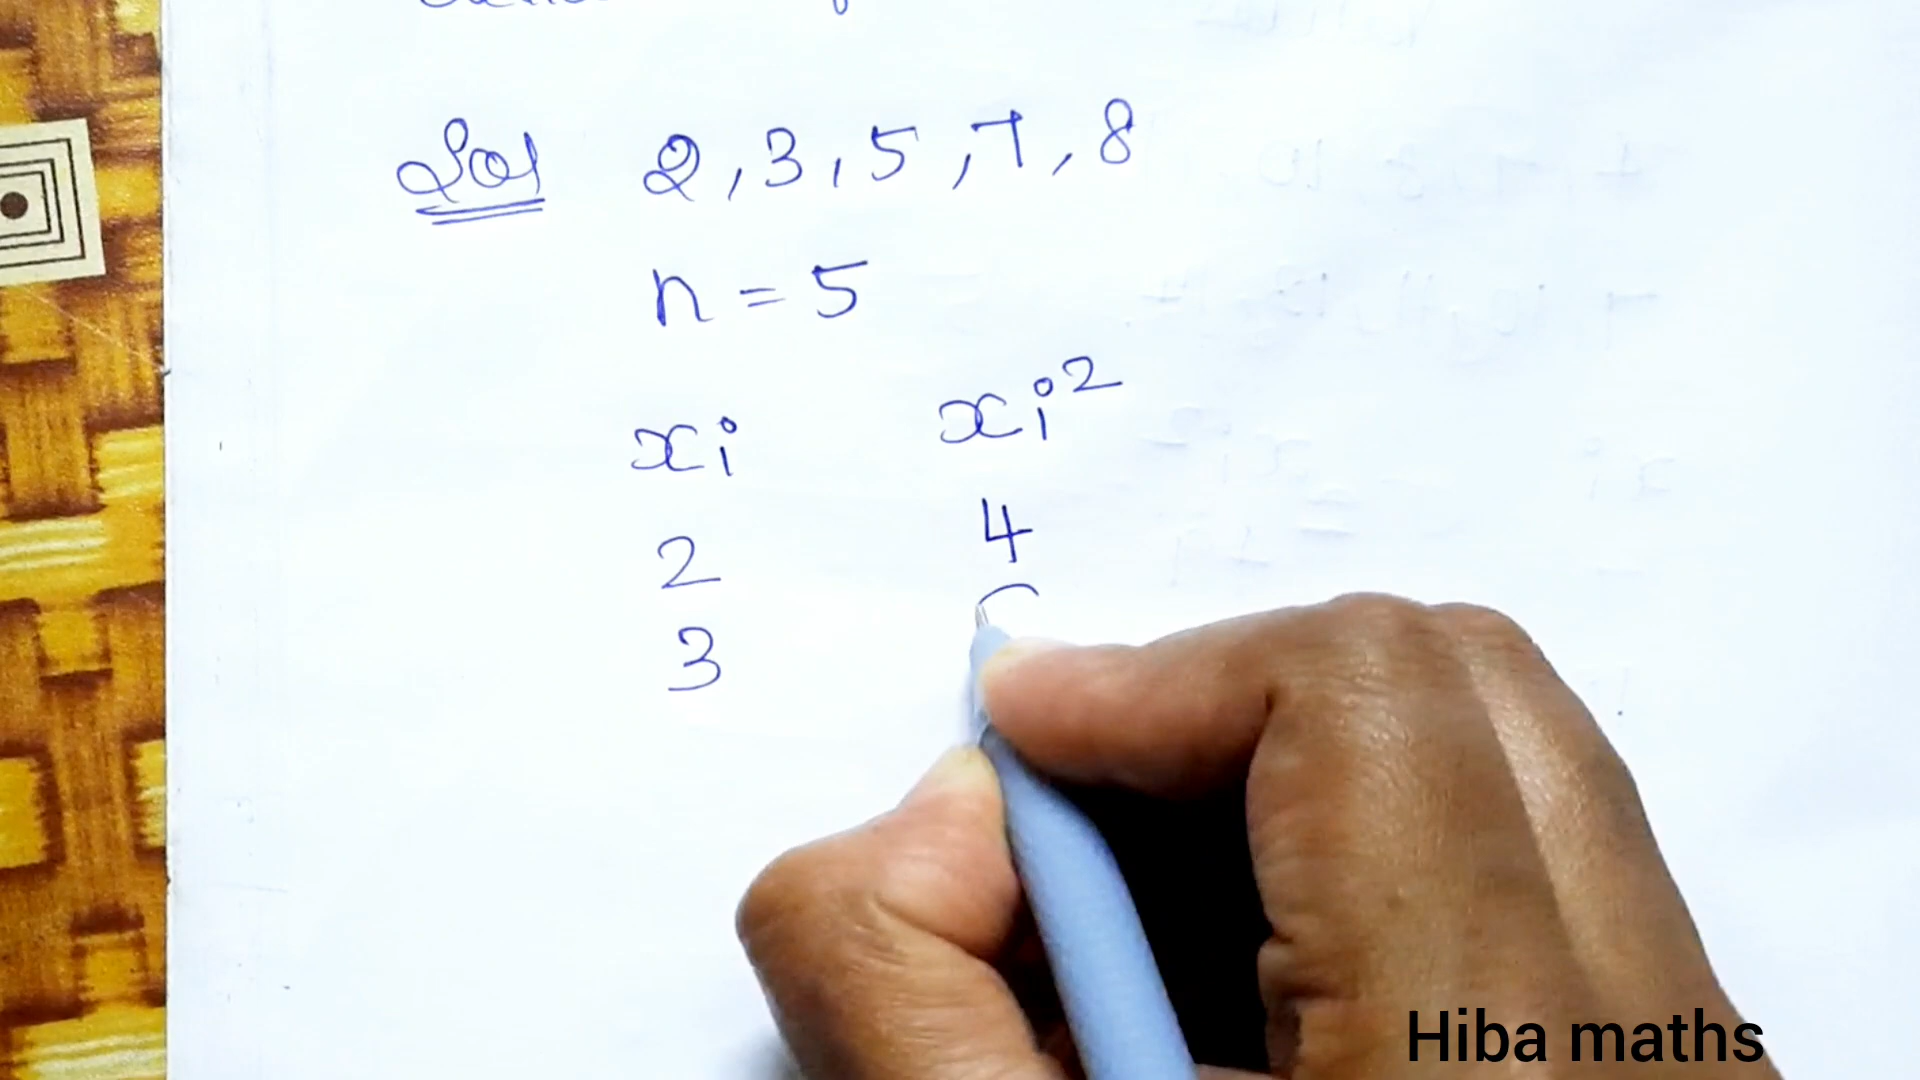 Sol 2, 3, 5, 7, 8
n = 5
xi xi²
2 4
3
Hiba maths